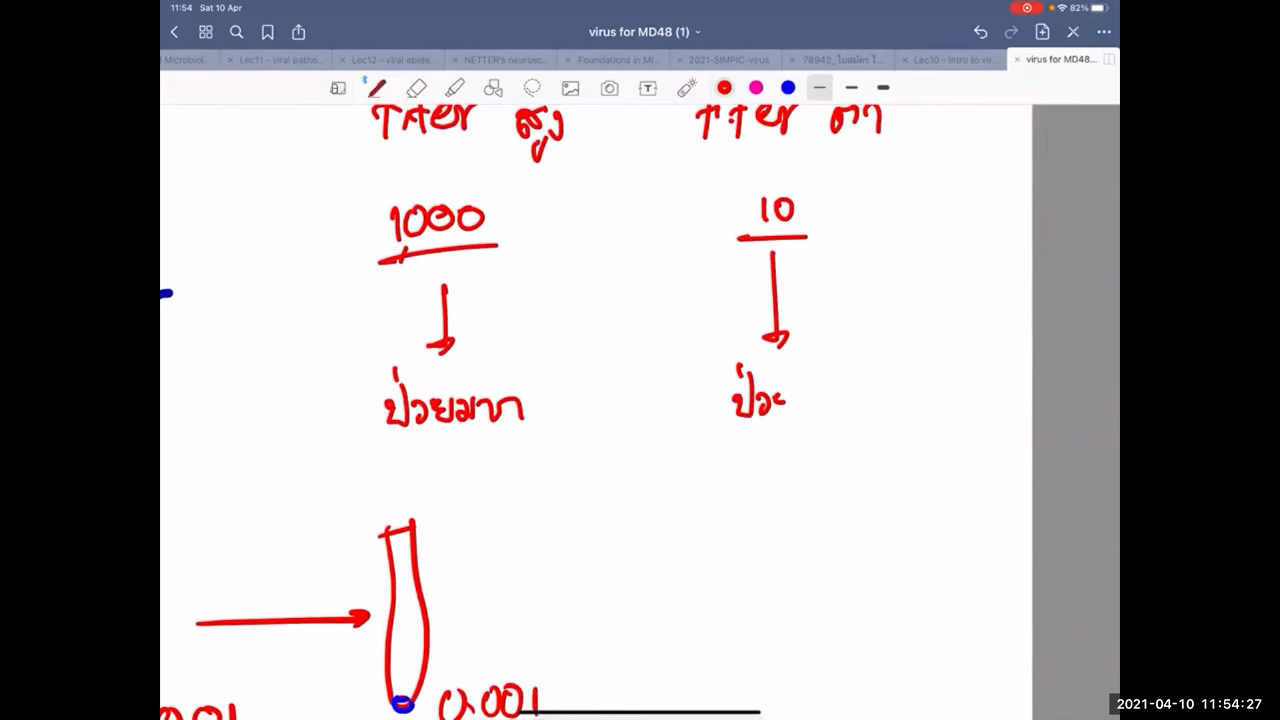 11:54 Sat 10 Apr
82%
virus for MD48 (1)
Microbiol... Lec11 - viral patho... Lec12 - viral epide... NETTER's neurosc... Foundations in Mi... 2021-SIMPIC-virus Lec10 - Intro to vir... virus for MD48...
titer สูง titer ต่ำ
1000 10
ป่วยมาก ป่วย
0.001
2021-04-10 11:54:27